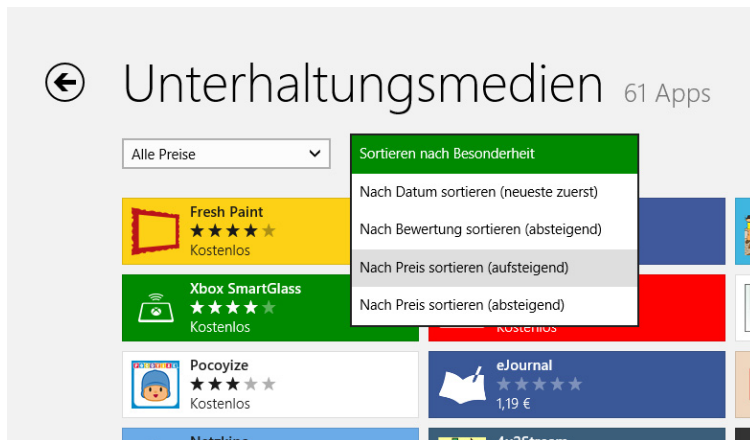 Unterhaltungsmedien 61 Apps
Alle Preise
Sortieren nach Besonderheit
Nach Datum sortieren (neueste zuerst)
Nach Bewertung sortieren (absteigend)
Nach Preis sortieren (aufsteigend)
Nach Preis sortieren (absteigend)
Fresh Paint
Kostenlos
Xbox SmartGlass
Kostenlos
Kostenlos
Pocoyize
Kostenlos
eJournal
1,19 €